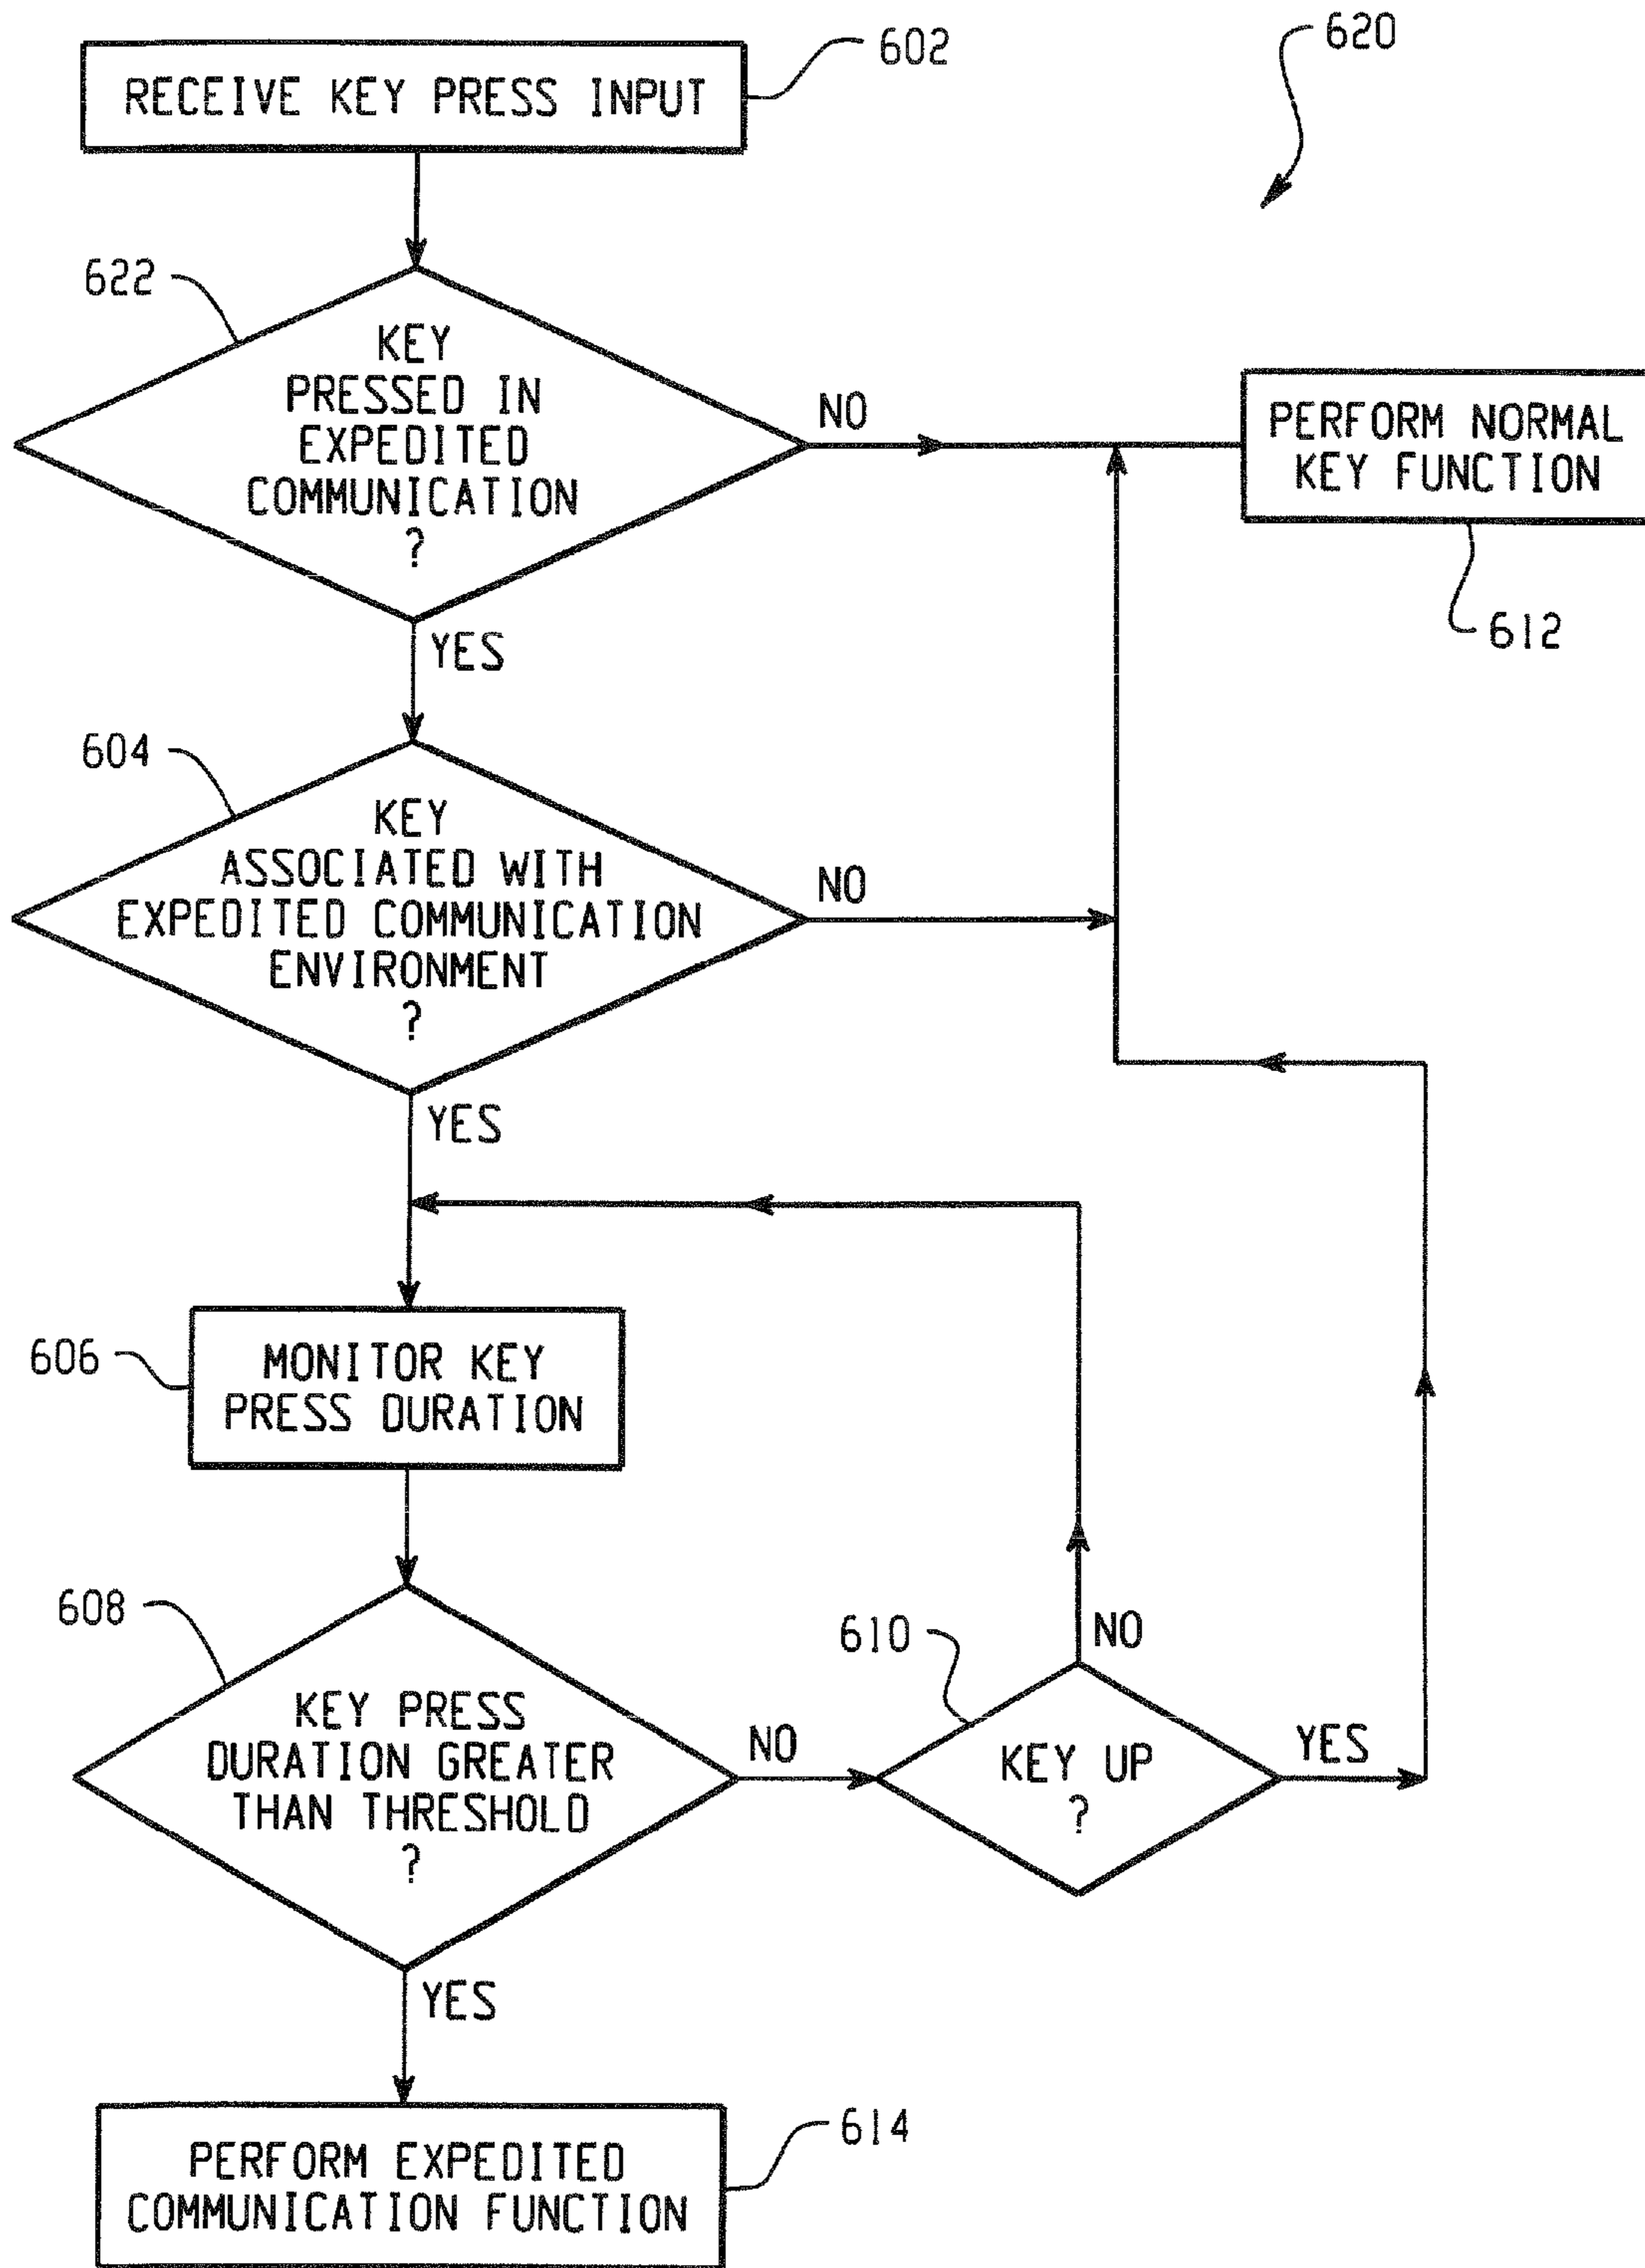 602
620
RECEIVE KEY PRESS INPUT
622
KEY
PRESSED IN
EXPEDITED
COMMUNICATION
?
NO
PERFORM NORMAL
KEY FUNCTION
612
YES
604
KEY
ASSOCIATED WITH
EXPEDITED COMMUNICATION
ENVIRONMENT
?
NO
YES
606
MONITOR KEY
PRESS DURATION
608
KEY PRESS
DURATION GREATER
THAN THRESHOLD
?
NO
610
NO
KEY UP
?
YES
YES
614
PERFORM EXPEDITED
COMMUNICATION FUNCTION